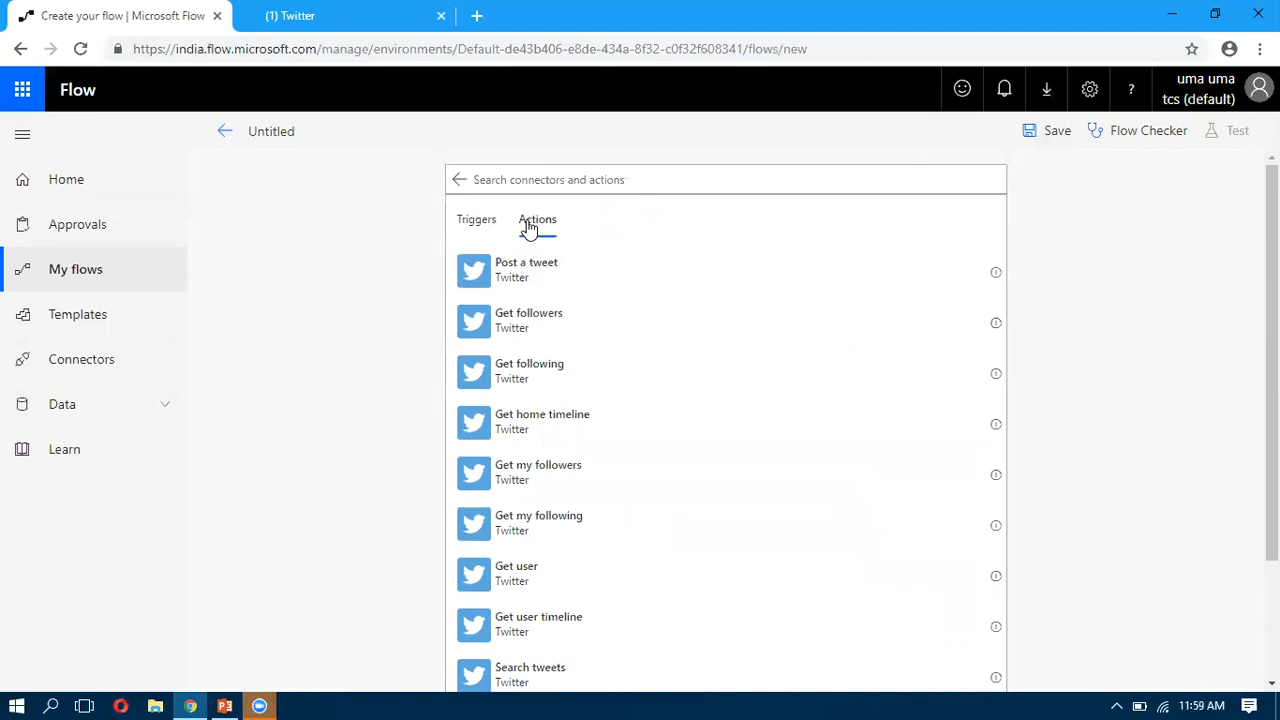 Create your flow | Microsoft Flow
(1) Twitter
https://india.flow.microsoft.com/manage/environments/Default-de43b406-e8de-434a-8f32-c0f32f608341/flows/new
Flow
?
uma uma
tcs (default)
Untitled
Save
Flow Checker
Test
Home
Approvals
My flows
Templates
Connectors
Data
Learn
Search connectors and actions
Triggers
Actions
Post a tweet
Twitter
Get followers
Twitter
Get following
Twitter
Get home timeline
Twitter
Get my followers
Twitter
Get my following
Twitter
Get user
Twitter
Get user timeline
Twitter
Search tweets
Twitter
11:59 AM